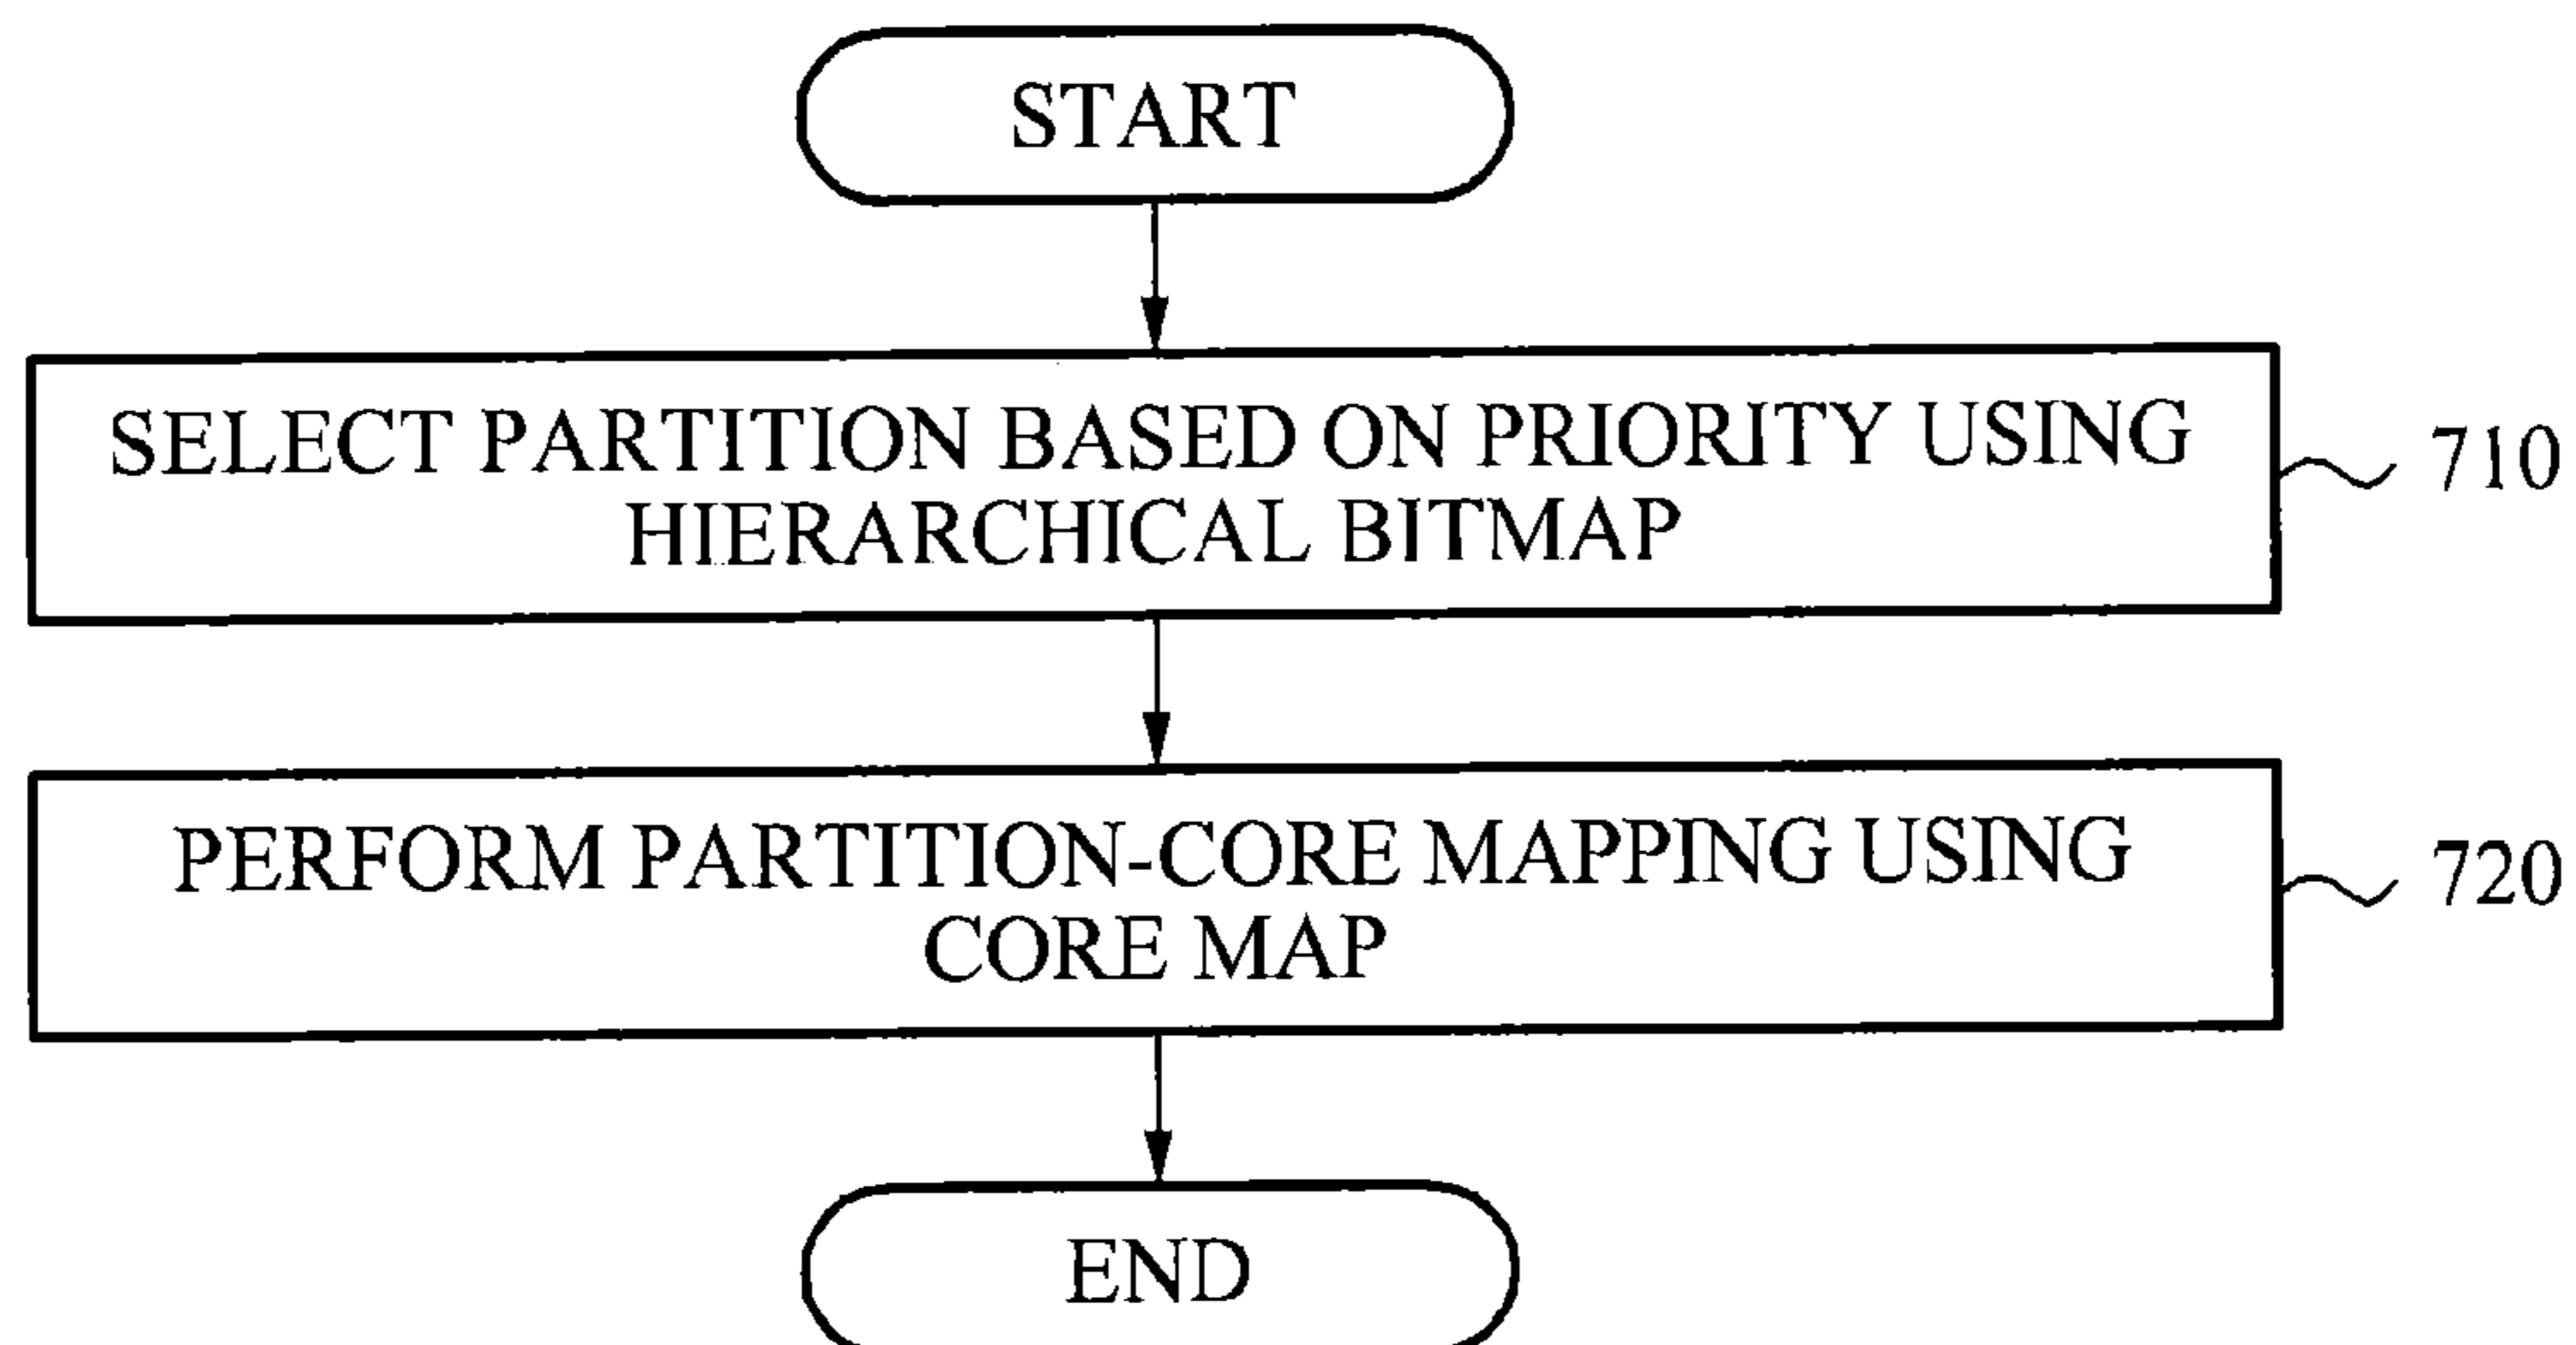 START
SELECT PARTITION BASED ON PRIORITY USING
HIERARCHICAL BITMAP
710
PERFORM PARTITION-CORE MAPPING USING
CORE MAP
720
END